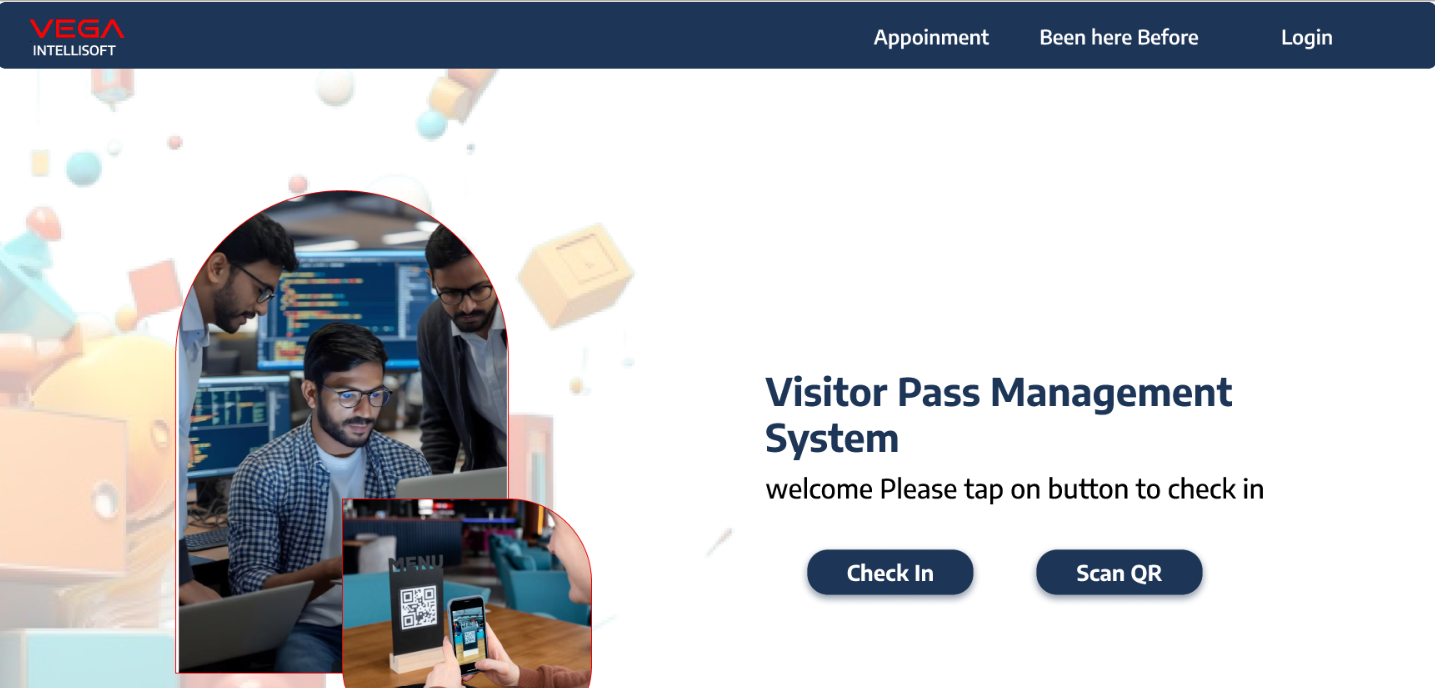 VEGA
INTELLISOFT
Appoinment
Been here Before
Login
Visitor Pass Management
System
welcome Please tap on button to check in
Check In
Scan QR
MENU